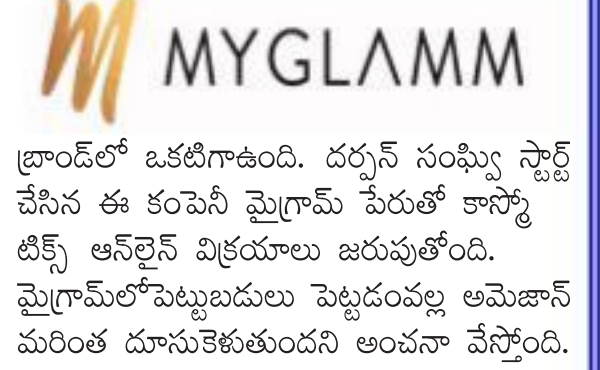 MYGLAMM
బ్రాండ్‌లో ఒకటిగాఉంది. దర్పన్ సంఘ్వి స్టార్ట్
చేసిన ఈ కంపెనీ మైగ్రామ్ పేరుతో కాస్మో
టిక్స్ ఆన్‌లైన్ విక్రయాలు జరుపుతోంది.
మైగ్రామ్‌లోపెట్టుబడులు పెట్టడంవల్ల అమెజాన్
మరింత దూసుకెళుతుందని అంచనా వేస్తోంది.